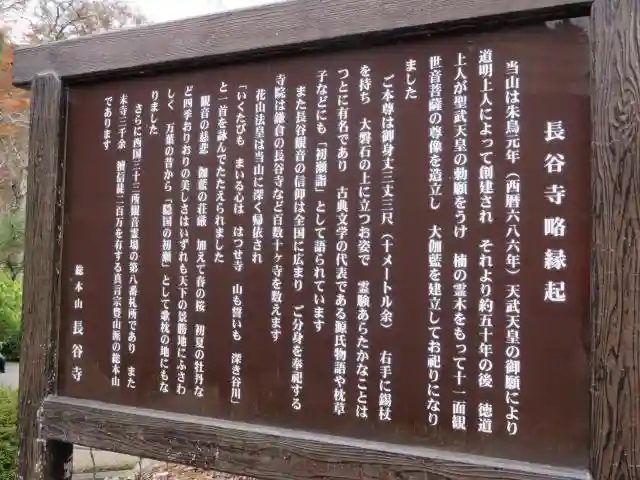 長谷寺略縁起
当山は朱鳥元年（西暦六八六年）天武天皇の御願により
道明上人によって創建され それより約五十年の後 徳道
上人が聖武天皇の勅願をうけ 楠の霊木をもって十一面観
世音菩薩の尊像を造立し 大伽藍を建立してお祀りになり
ました
ご本尊は御身丈三丈三尺（十メートル余） 右手に錫杖
を持ち 大磐石の上に立つお姿で 霊験あらたかなことは
つとに有名であり 古典文学の代表である源氏物語や枕草
子などにも「初瀬詣」として語られています
また長谷観音の信仰は全国に広まり ご分身を奉祀する
寺院は鎌倉の長谷寺など百数十ヶ寺を数えます
花山法皇は当山に深く帰依され
「いくたびも まいる心は はつせ寺 山も誓いも 深き谷川」
と一首を詠んでたたえられました
観音の慈悲 伽藍の荘厳 加えて春の桜 初夏の牡丹な
ど四季おりおりの美しさはいずれも天下の景勝地にふさわ
しく 万葉の昔から「隠国の初瀬」として歌枕の地にもな
りました
さらに西国三十三所観音霊場の第八番札所であり また
末寺三千余 檀信徒二百万を有する真言宗豊山派の総本山
であります
総本山 長谷寺